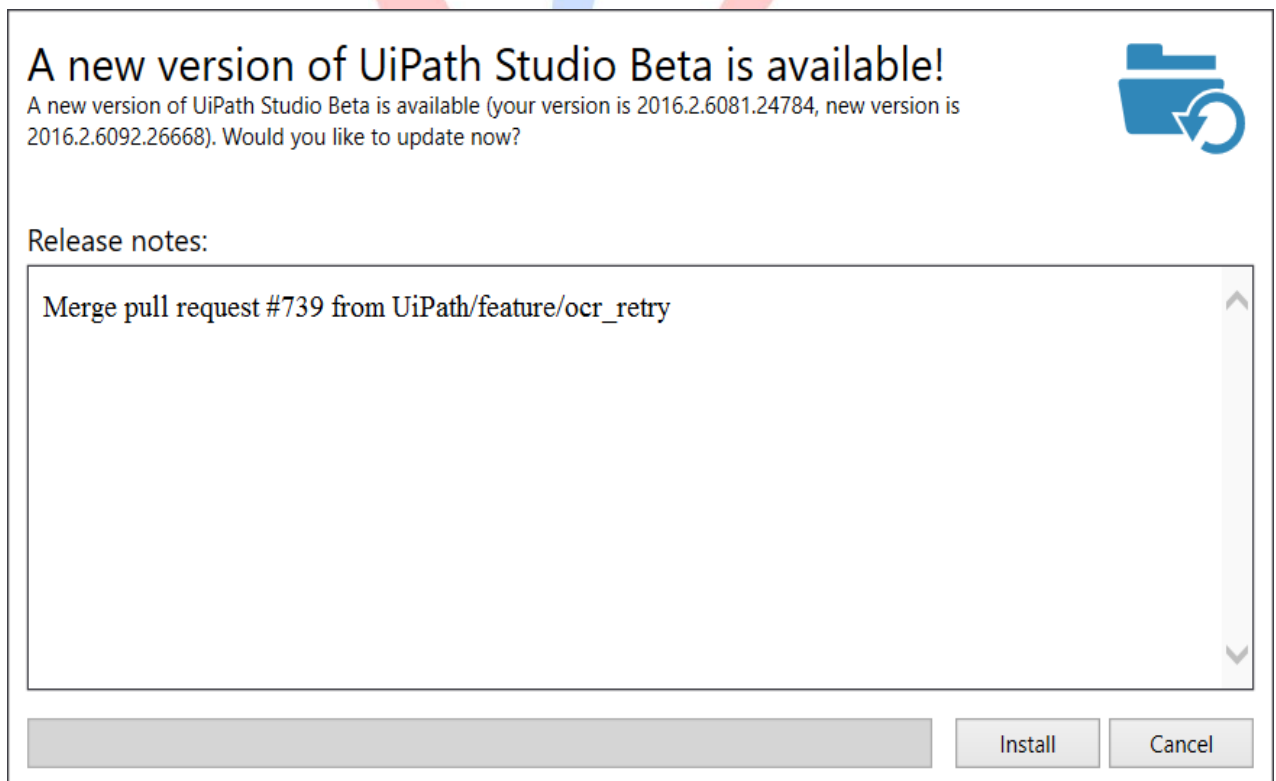 A new version of UiPath Studio Beta is available!
A new version of UiPath Studio Beta is available (your version is 2016.2.6081.24784, new version is
2016.2.6092.26668). Would you like to update now?
Release notes:
Merge pull request #739 from UiPath/feature/ocr_retry
Install
Cancel